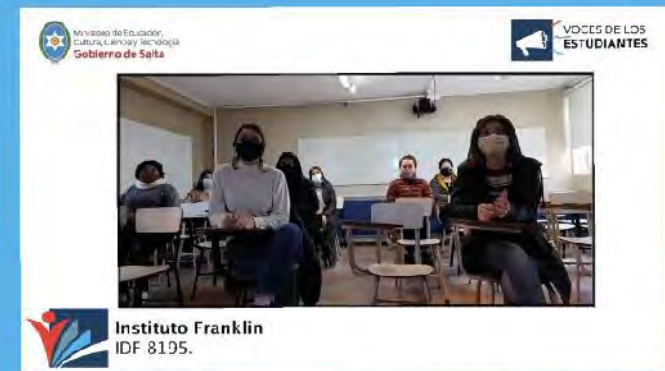 Ministerio de Educación,
Cultura, Ciencia y Tecnología
Gobierno de Salta
VOCES DE LOS
ESTUDIANTES
Instituto Franklin
IDF 8195.